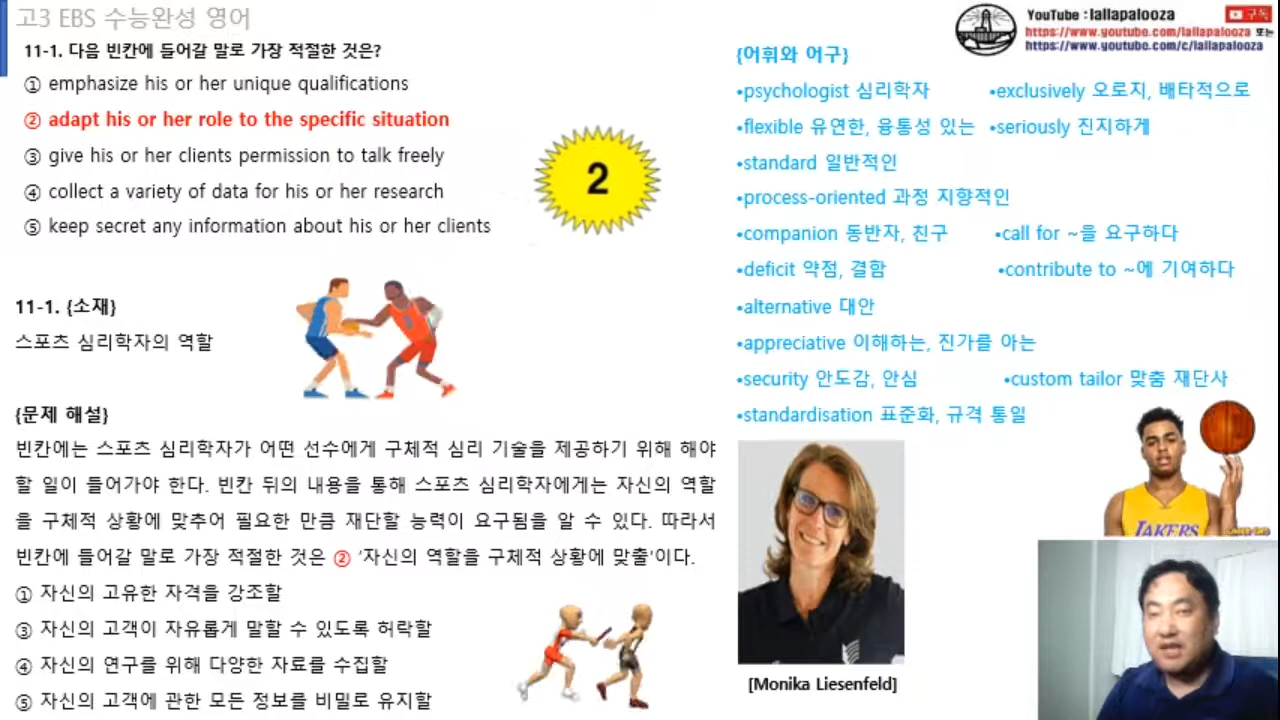 고3 EBS 수능완성 영어
11-1. 다음 빈칸에 들어갈 말로 가장 적절한 것은?
① emphasize his or her unique qualifications
② adapt his or her role to the specific situation
③ give his or her clients permission to talk freely
④ collect a variety of data for his or her research
⑤ keep secret any information about his or her clients
2
11-1. {소재}
스포츠 심리학자의 역할
{문제 해설}
빈칸에는 스포츠 심리학자가 어떤 선수에게 구체적 심리 기술을 제공하기 위해 해야
할 일이 들어가야 한다. 빈칸 뒤의 내용을 통해 스포츠 심리학자에게는 자신의 역할
을 구체적 상황에 맞추어 필요한 만큼 재단할 능력이 요구됨을 알 수 있다. 따라서
빈칸에 들어갈 말로 가장 적절한 것은 ② ‘자신의 역할을 구체적 상황에 맞출’이다.
① 자신의 고유한 자격을 강조할
③ 자신의 고객이 자유롭게 말할 수 있도록 허락할
④ 자신의 연구를 위해 다양한 자료를 수집할
⑤ 자신의 고객에 관한 모든 정보를 비밀로 유지할
YouTube : lallapalooza
구독
https://www.youtube.com/lallapalooza 또는
https://www.youtube.com/c/lallapalooza
{어휘와 어구}
•psychologist 심리학자 •exclusively 오로지, 배타적으로
•flexible 유연한, 융통성 있는 •seriously 진지하게
•standard 일반적인
•process-oriented 과정 지향적인
•companion 동반자, 친구 •call for ~을 요구하다
•deficit 약점, 결함 •contribute to ~에 기여하다
•alternative 대안
•appreciative 이해하는, 진가를 아는
•security 안도감, 안심 •custom tailor 맞춤 재단사
•standardisation 표준화, 규격 통일
LAKERS
[Monika Liesenfeld]